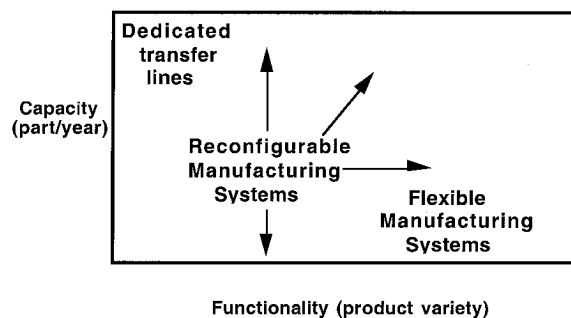 Dedicated
transfer
lines
Capacity
(part/year)
Reconfigurable
Manufacturing
Systems
Flexible
Manufacturing
Systems
Functionality (product variety)